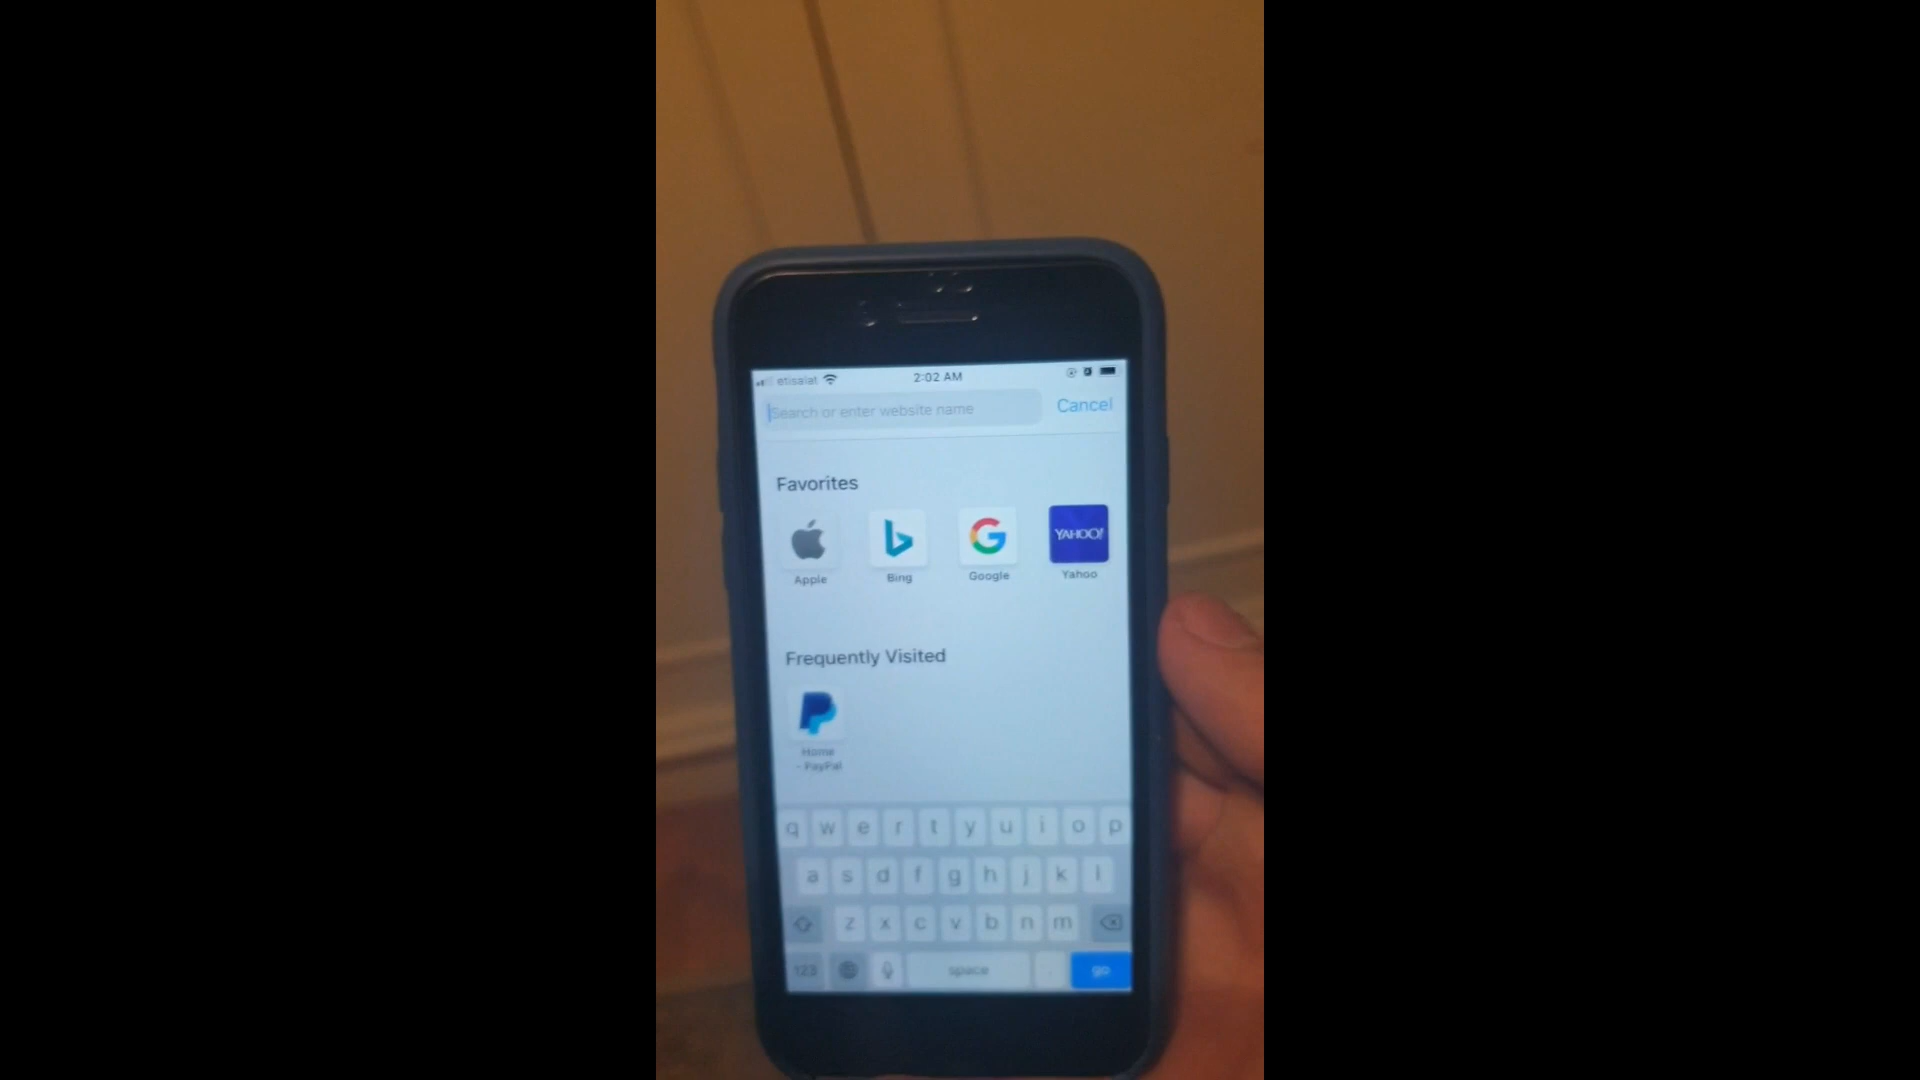 etisalat 2:02 AM
Search or enter website name Cancel
Favorites
YAHOO!
Apple Bing Google Yahoo
Frequently Visited
Home
- PayPal
q w e r t y u i o p
a s d f g h j k l
z x c v b n m
123 space . go